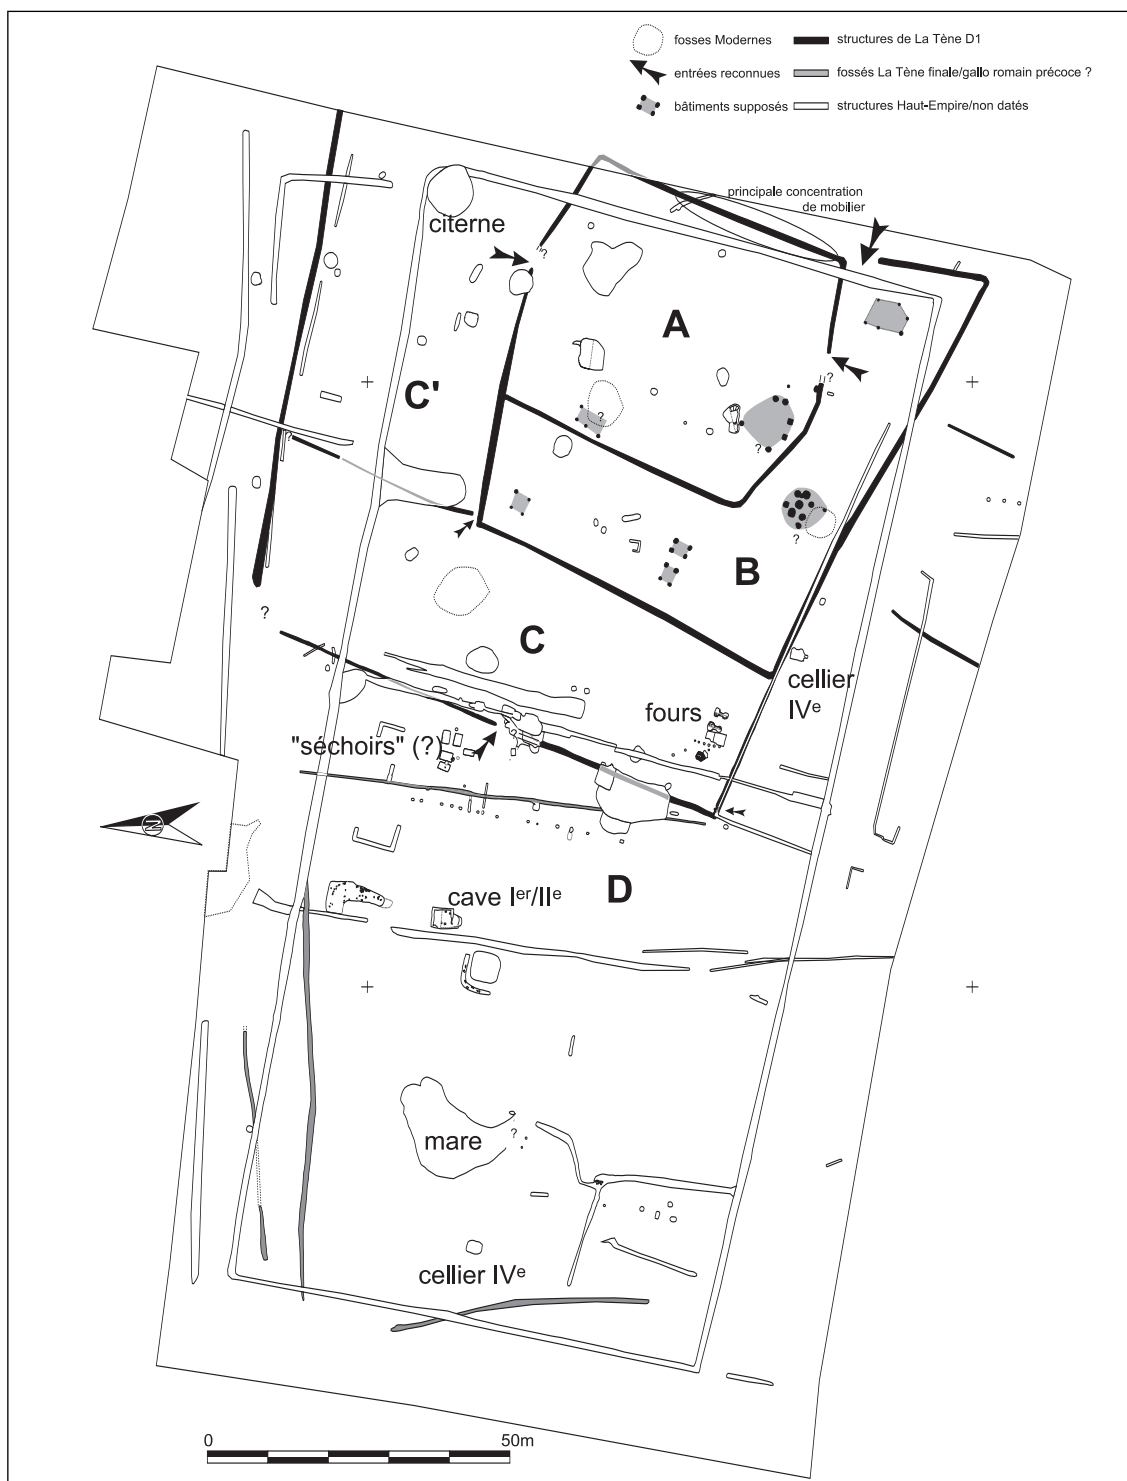 fosses Modernes
structures de La Tène D1
entrées reconnues
fossés La Tène finale/gallo romain précoce ?
bâtiments supposés
structures Haut-Empire/non datés
principale concentration
de mobilier
citerne
?
A
C'
?
?
?
?
B
?
?
C
cellier
IVe
fours
"séchoirs" (?)
N
D
cave Ier/IIe
mare
?
cellier IVe
0
50m